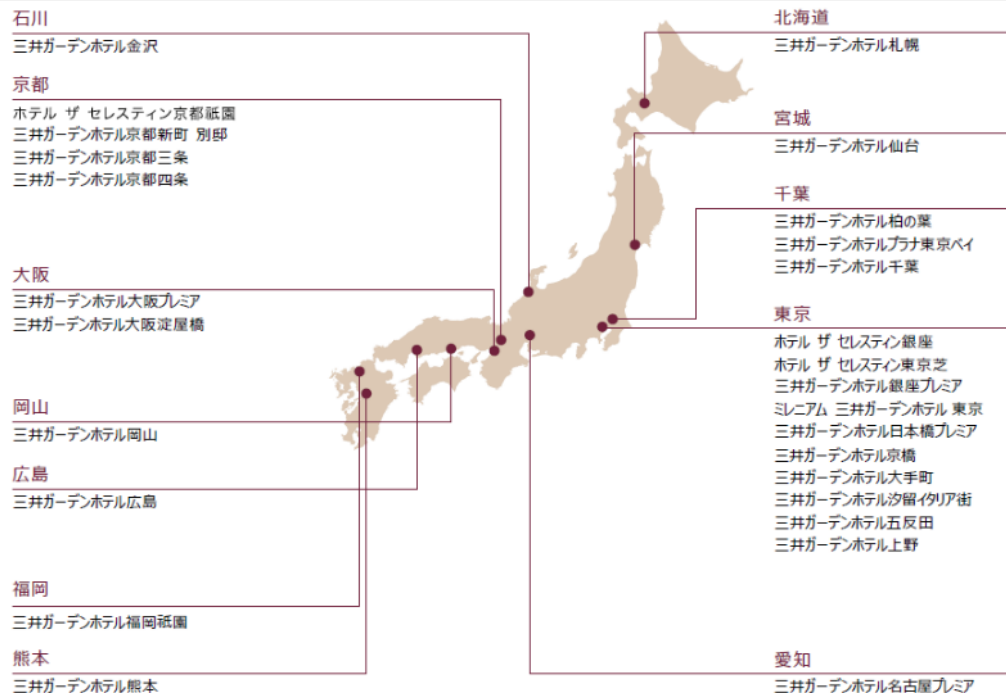 石川
三井ガーデンホテル金沢
京都
ホテル ザ セレスティン京都祇園
三井ガーデンホテル京都新町 別邸
三井ガーデンホテル京都三条
三井ガーデンホテル京都四条
大阪
三井ガーデンホテル大阪プレミア
三井ガーデンホテル大阪淀屋橋
岡山
三井ガーデンホテル岡山
広島
三井ガーデンホテル広島
福岡
三井ガーデンホテル福岡祇園
熊本
三井ガーデンホテル熊本
北海道
三井ガーデンホテル札幌
宮城
三井ガーデンホテル仙台
千葉
三井ガーデンホテル柏の葉
三井ガーデンホテルプラナ東京ベイ
三井ガーデンホテル千葉
東京
ホテル ザ セレスティン銀座
ホテル ザ セレスティン東京芝
三井ガーデンホテル銀座プレミア
ミレニアム 三井ガーデンホテル 東京
三井ガーデンホテル日本橋プレミア
三井ガーデンホテル京橋
三井ガーデンホテル大手町
三井ガーデンホテル汐留イタリア街
三井ガーデンホテル五反田
三井ガーデンホテル上野
愛知
三井ガーデンホテル名古屋プレミア